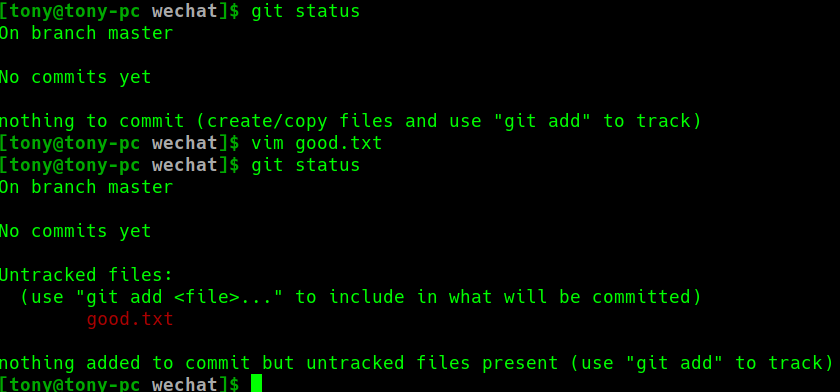 [tony@tony-pc wechat]$ git status
On branch master
No commits yet
nothing to commit (create/copy files and use "git add" to track)
[tony@tony-pc wechat]$ vim good.txt
[tony@tony-pc wechat]$ git status
On branch master
No commits yet
Untracked files:
  (use "git add <file>..." to include in what will be committed)
        good.txt
nothing added to commit but untracked files present (use "git add" to track)
[tony@tony-pc wechat]$